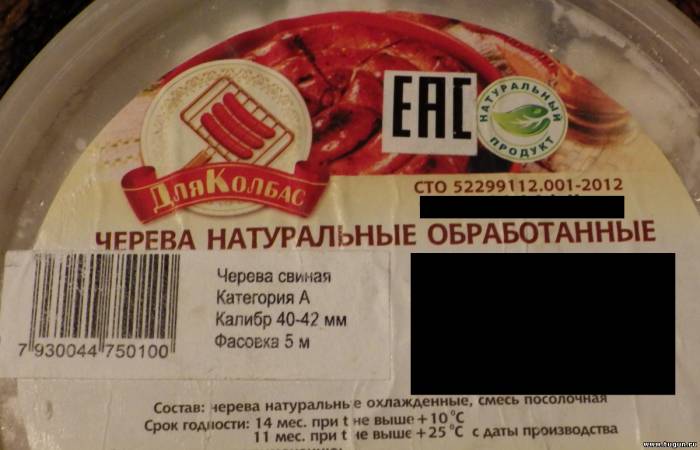 ДляКолбас
ЕАС
НАТУРАЛЬНЫЙ
ПРОДУКТ
СТО 52299112.001-2012
ЧЕРЕВА НАТУРАЛЬНЫЕ ОБРАБОТАННЫЕ
Черева свиная
Категория А
Калибр 40-42 мм
Фасовка 5 м
7 930044 750100
Состав: черева натуральные охлажденные, смесь посолочная
Срок годности: 14 мес. при t не выше +10 °С
11 мес. при t не выше +25 °С с даты производства
www.tugun.ru